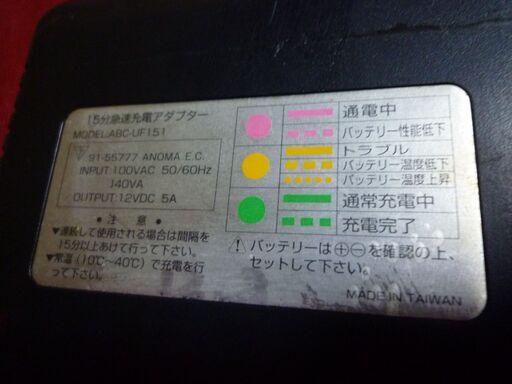 15分急速充電アダプター
MODEL:ABC-UF151
91-55777 ANOMA E.C.
INPUT:100VAC 50/60Hz
140VA
OUTPUT:12VDC 5A
• 注 意 •
▼連続して使用される場合は間隔を
15分以上あけて行って下さい。
▼常温(10℃~40℃)で充電を行
って下さい。
通電中
バッテリー性能低下
トラブル
バッテリー温度低下
バッテリー温度上昇
通常充電中
充電完了
⚠バッテリーは⊕⊖を確認の上、
セットして下さい。
MADE IN TAIWAN